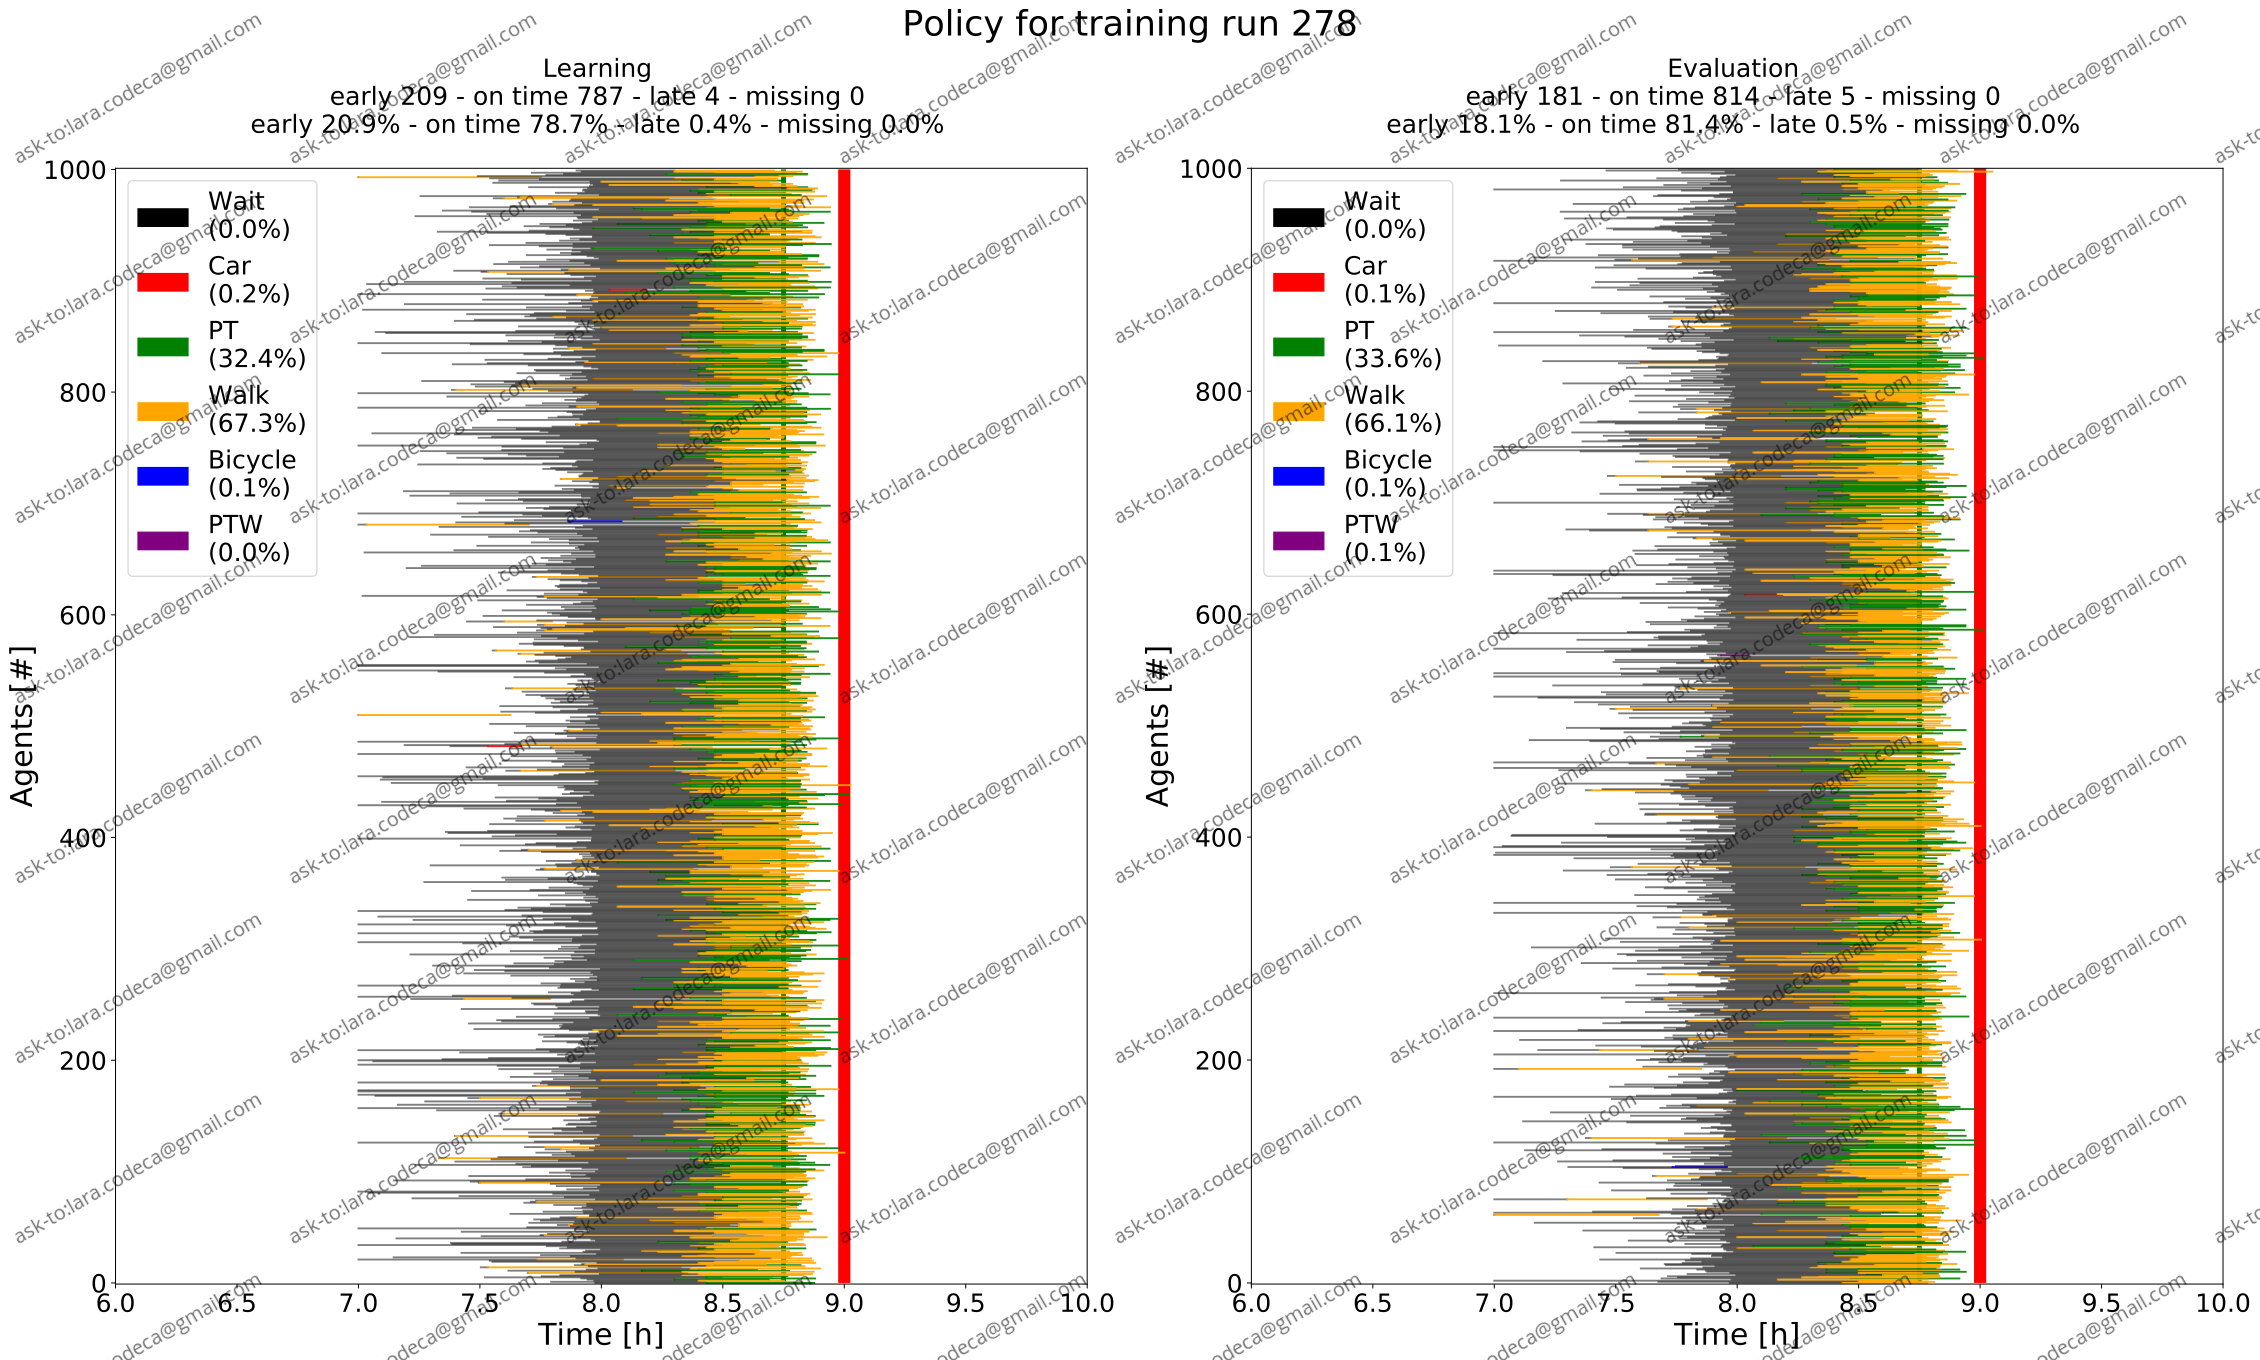 Policy for training run 278
Learning
early 209 - on time 787 - late 4 - missing 0
early 20.9% - on time 78.7% - late 0.4% - missing 0.0%
1000
800
600
400
200
0
Agents [#]
Wait
(0.0%)
Car
(0.2%)
PT
(32.4%)
Walk
(67.3%)
Bicycle
(0.1%)
PTW
(0.0%)
6.0 6.5 7.0 7.5 8.0 8.5 9.0 9.5 10.0
Time [h]
Evaluation
early 181 - on time 814 - late 5 - missing 0
early 18.1% - on time 81.4% - late 0.5% - missing 0.0%
1000
800
600
400
200
0
Agents [#]
Wait
(0.0%)
Car
(0.1%)
PT
(33.6%)
Walk
(66.1%)
Bicycle
(0.1%)
PTW
(0.1%)
6.0 6.5 7.0 7.5 8.0 8.5 9.0 9.5 10.0
Time [h]
ask-to:lara.codeca@gmail.com